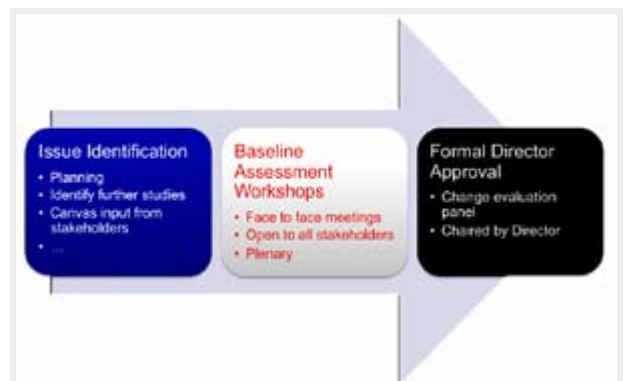 Issue Identification
• Planning
• Identify further studies
• Canvas input from
stakeholders
• ...
Baseline
Assessment
Workshops
• Face to face meetings
• Open to all stakeholders
• Plenary
Formal Director
Approval
• Change evaluation
panel
• Chaired by Director